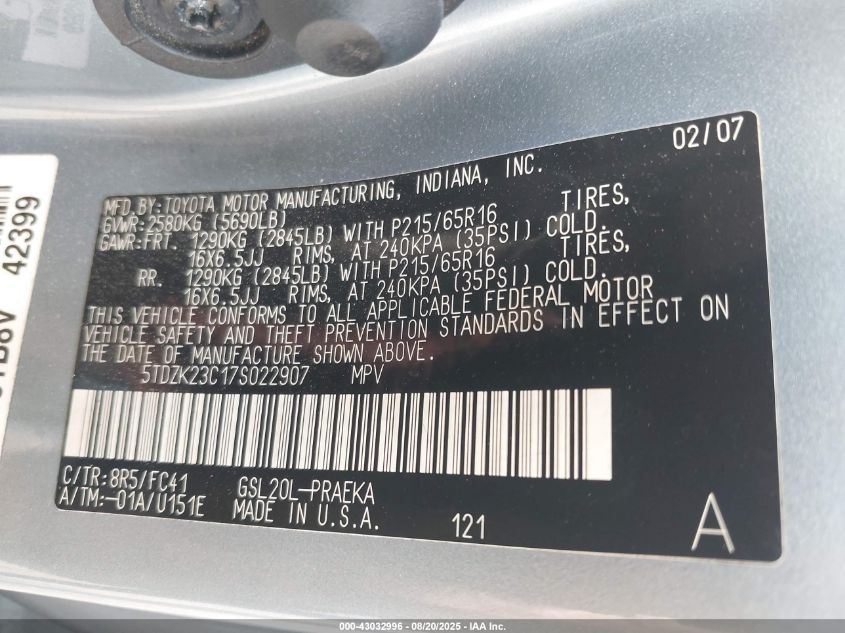 02/07
MFD. BY: TOYOTA MOTOR MANUFACTURING, INDIANA, INC.
GVWR: 2580KG (5690LB)
GAWR: FRT. 1290KG (2845LB) WITH P215/65R16 TIRES,
16X6.5JJ RIMS, AT 240KPA (35PSI) COLD.
RR. 1290KG (2845LB) WITH P215/65R16 TIRES,
16X6.5JJ RIMS, AT 240KPA (35PSI) COLD.
THIS VEHICLE CONFORMS TO ALL APPLICABLE FEDERAL MOTOR
VEHICLE SAFETY AND THEFT PREVENTION STANDARDS IN EFFECT ON
THE DATE OF MANUFACTURE SHOWN ABOVE.
5TDZK23C17S022907 MPV
C/TR: 8R5/FC41 GSL20L-PRAEKA
A/TM: -01A/U151E MADE IN U.S.A. 121 A
42399
000-43032996 - 08/20/2025 - IAA Inc.